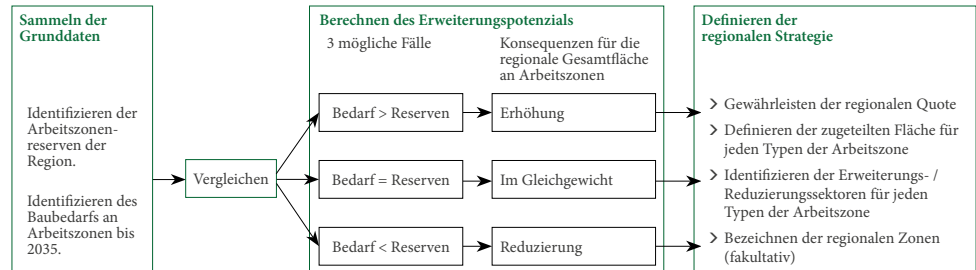 Sammeln der
Grunddaten
Identifizieren der
Arbeitszonen-
reserven der
Region.
Identifizieren des
Baubedarfs an
Arbeitszonen bis
2035.
Vergleichen
Berechnen des Erweiterungspotenzials
3 mögliche Fälle
Konsequenzen für die
regionale Gesamtfläche
an Arbeitszonen
Bedarf > Reserven
Erhöhung
Bedarf = Reserven
Im Gleichgewicht
Bedarf < Reserven
Reduzierung
Definieren der
regionalen Strategie
> Gewährleisten der regionalen Quote
> Definieren der zugeteilten Fläche für
jeden Typen der Arbeitszone
> Identifizieren der Erweiterungs- /
Reduzierungssektoren für jeden
Typen der Arbeitszone
> Bezeichnen der regionalen Zonen
(fakultativ)